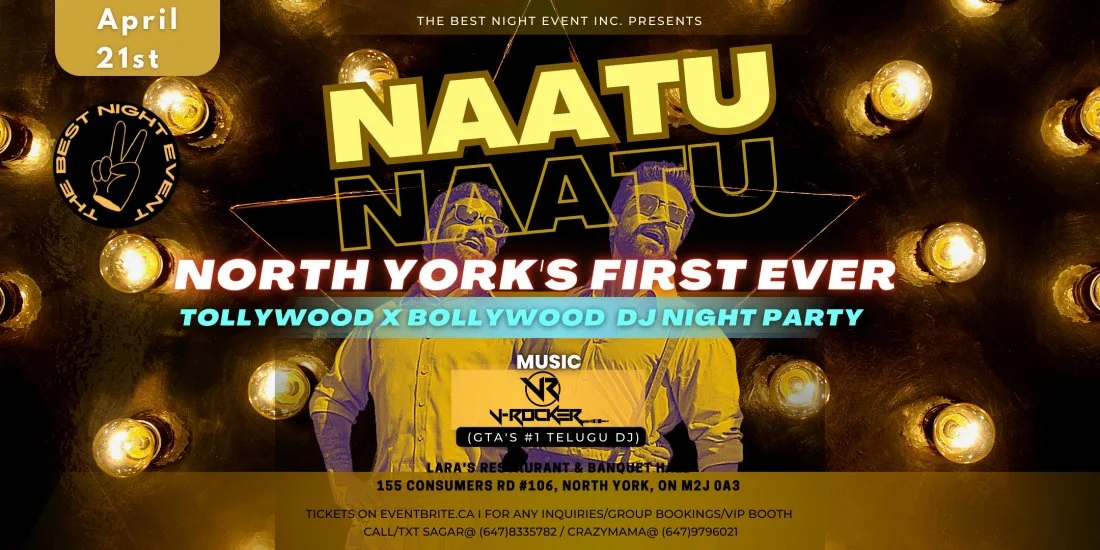 April
21st
THE BEST NIGHT EVENT INC. PRESENTS
THE BEST NIGHT EVENT
NAATU
NAATU
NORTH YORK'S FIRST EVER
TOLLYWOOD X BOLLYWOOD DJ NIGHT PARTY
MUSIC
VR
V-ROCKER
(GTA'S #1 TELUGU DJ)
LARA'S RESTAURANT & BANQUET HALL
155 CONSUMERS RD #106, NORTH YORK, ON M2J 0A3
TICKETS ON EVENTBRITE.CA I FOR ANY INQUIRIES/GROUP BOOKINGS/VIP BOOTH
CALL/TXT SAGAR@ (647)8335782 / CRAZYMAMA@ (647)9796021